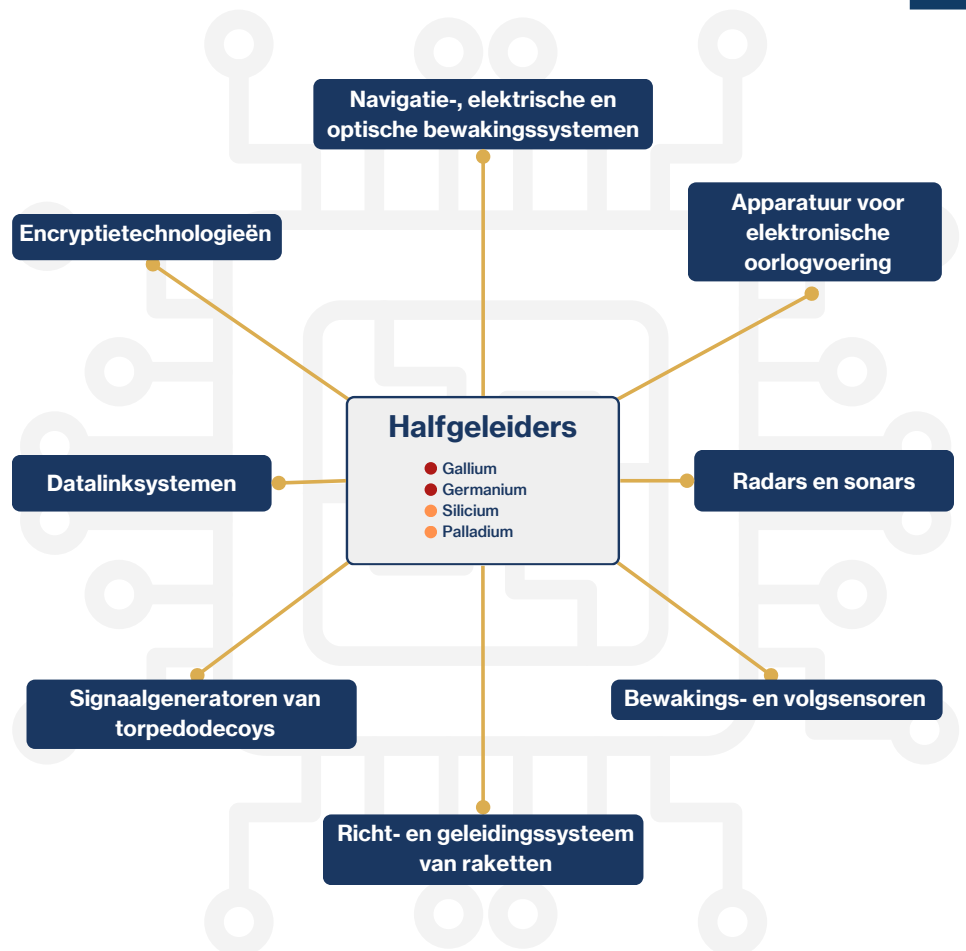 Navigatie-, elektrische en
optische bewakingssystemen
Apparatuur voor
elektronische
oorlogvoering
Encryptietechnologieën
Halfgeleiders
Gallium
Germanium
Silicium
Palladium
Datalinksystemen
Radars en sonars
Signaalgeneratoren van
torpedodecoys
Bewakings- en volgsensoren
Richt- en geleidingssysteem
van raketten